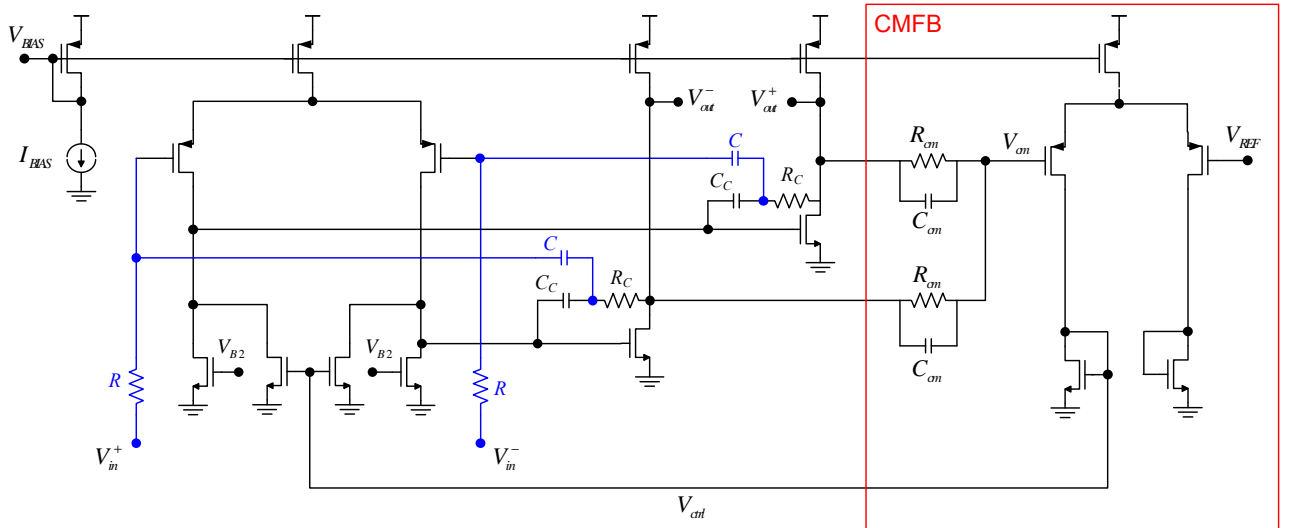 CMFB
V_BIAS
V_out^-
V_out^+
C
R_cm
V_cm
V_REF
I_BIAS
C_C
R_C
C_cm
C
C_C
R_C
R_cm
V_B2
V_B2
R
R
C_cm
V_in^+
V_in^-
V_ctrl